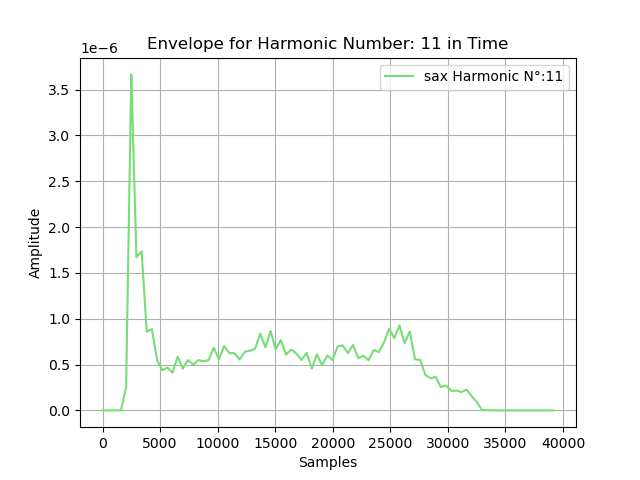 Envelope for Harmonic Number: 11 in Time
1e−6
sax Harmonic N°:11
3.5
3.0
2.5
2.0
1.5
1.0
0.5
0.0
Amplitude
0 5000 10000 15000 20000 25000 30000 35000 40000
Samples